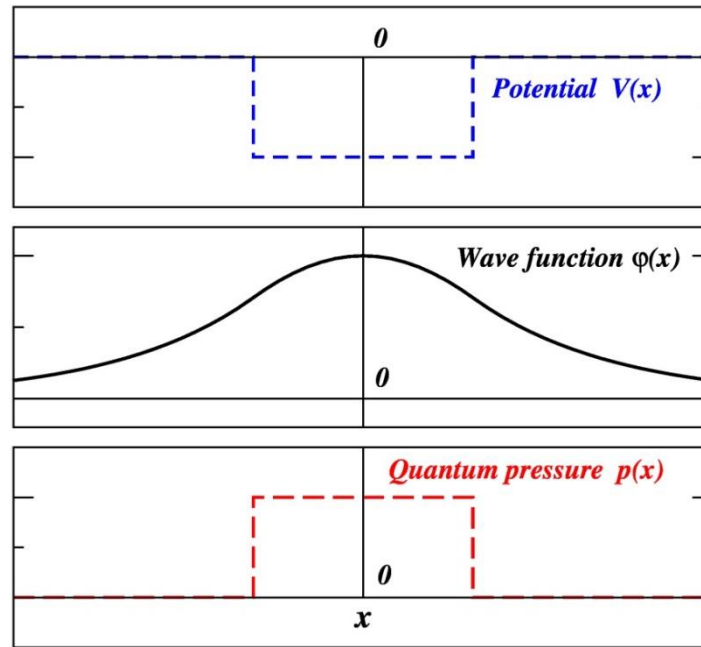 0
Potential V(x)
Wave function φ(x)
0
Quantum pressure p(x)
0
x